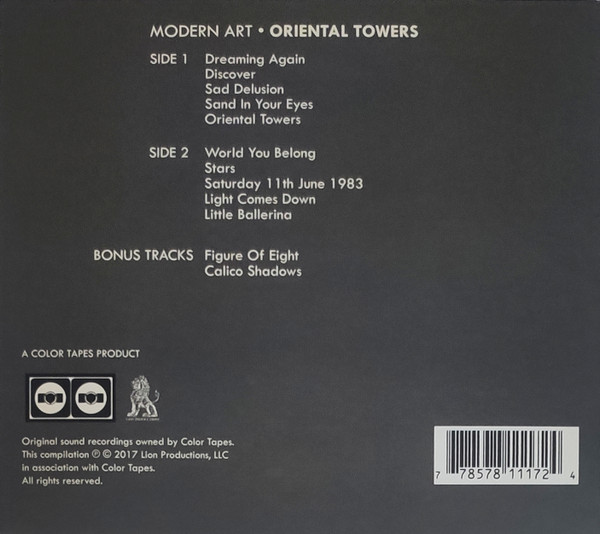 MODERN ART • ORIENTAL TOWERS
SIDE 1 Dreaming Again
Discover
Sad Delusion
Sand In Your Eyes
Oriental Towers
SIDE 2 World You Belong
Stars
Saturday 11th June 1983
Light Comes Down
Little Ballerina
BONUS TRACKS Figure Of Eight
Calico Shadows
A COLOR TAPES PRODUCT
Original sound recordings owned by Color Tapes.
This compilation ℗ © 2017 Lion Productions, LLC
in association with Color Tapes.
All rights reserved.
7 78578 11172 4